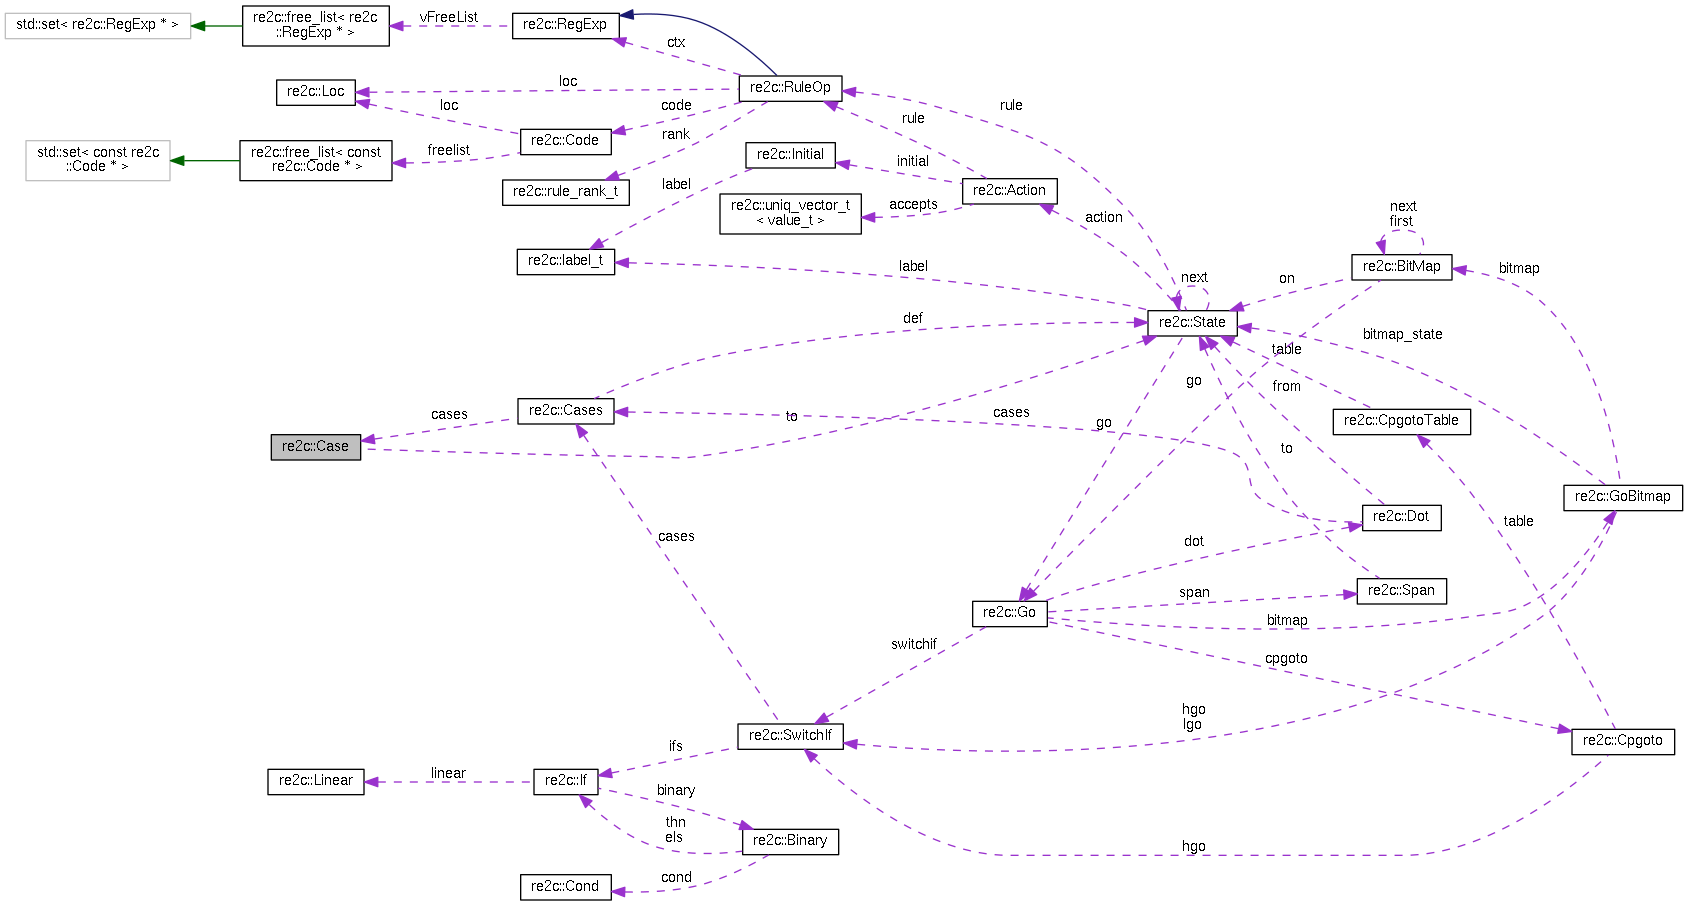 std::set< re2c::RegExp * >
re2c::free_list< re2c
::RegExp * >
vFreeList
re2c::RegExp
ctx
re2c::Loc
loc
loc
code
rank
re2c::RuleOp
rule
rule
std::set< const re2c
::Code * >
re2c::free_list< const
re2c::Code * >
freelist
re2c::Code
re2c::Initial
initial
re2c::rule_rank_t
label
re2c::uniq_vector_t
< value_t >
accepts
re2c::Action
action
re2c::label_t
label
next
first
re2c::BitMap
bitmap
on
next
re2c::State
def
bitmap_state
table
go
from
re2c::Cases
cases
re2c::Case
to
cases
go
re2c::CpgotoTable
to
re2c::GoBitmap
re2c::Dot
table
cases
dot
re2c::Span
span
re2c::Go
bitmap
switchif
cpgoto
hgo
lgo
re2c::SwitchIf
re2c::Cpgoto
ifs
linear
re2c::Linear
re2c::If
binary
thn
els
re2c::Binary
hgo
cond
re2c::Cond